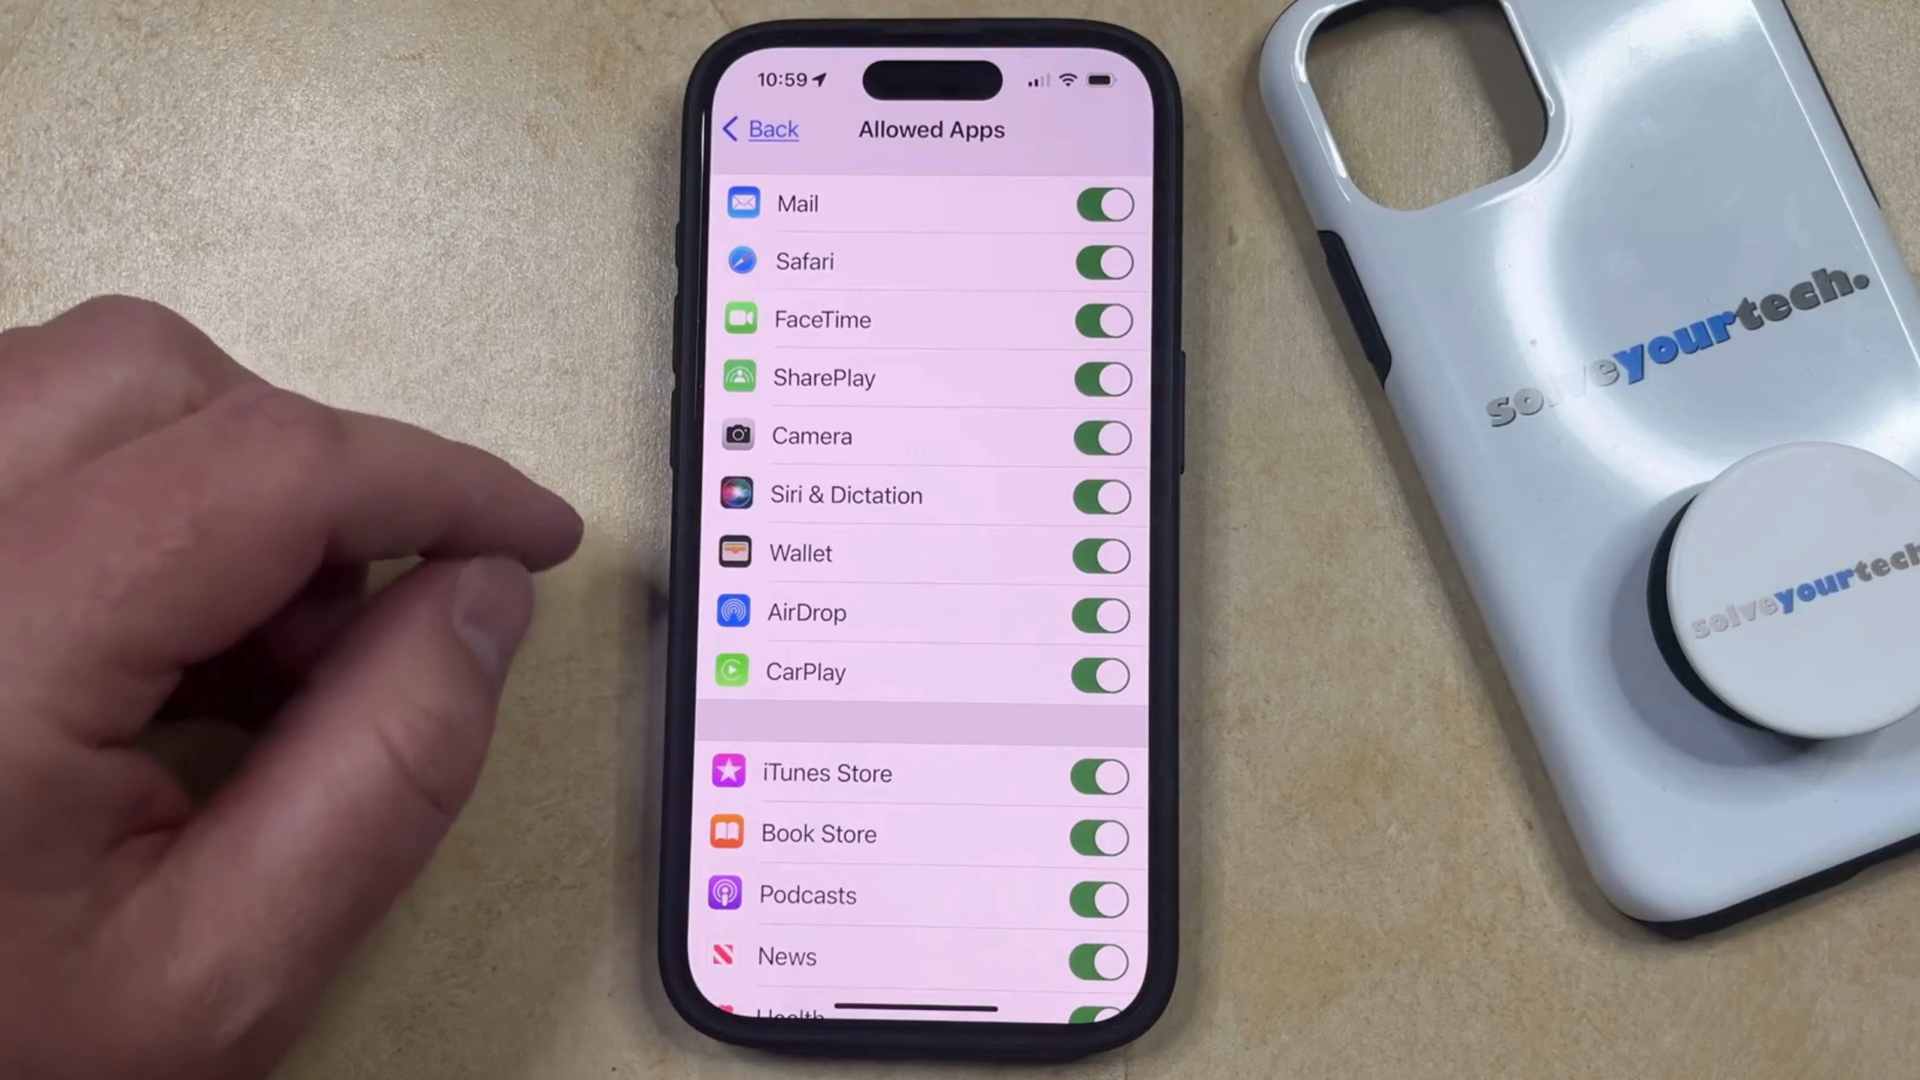 10:59
Back
Allowed Apps
Mail
Safari
FaceTime
SharePlay
Camera
Siri & Dictation
Wallet
AirDrop
CarPlay
iTunes Store
Book Store
Podcasts
News
Health
solveyourtech.
solveyourtech